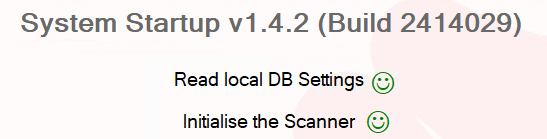 System Startup v1.4.2 (Build 2414029)
Read local DB Settings
Initialise the Scanner